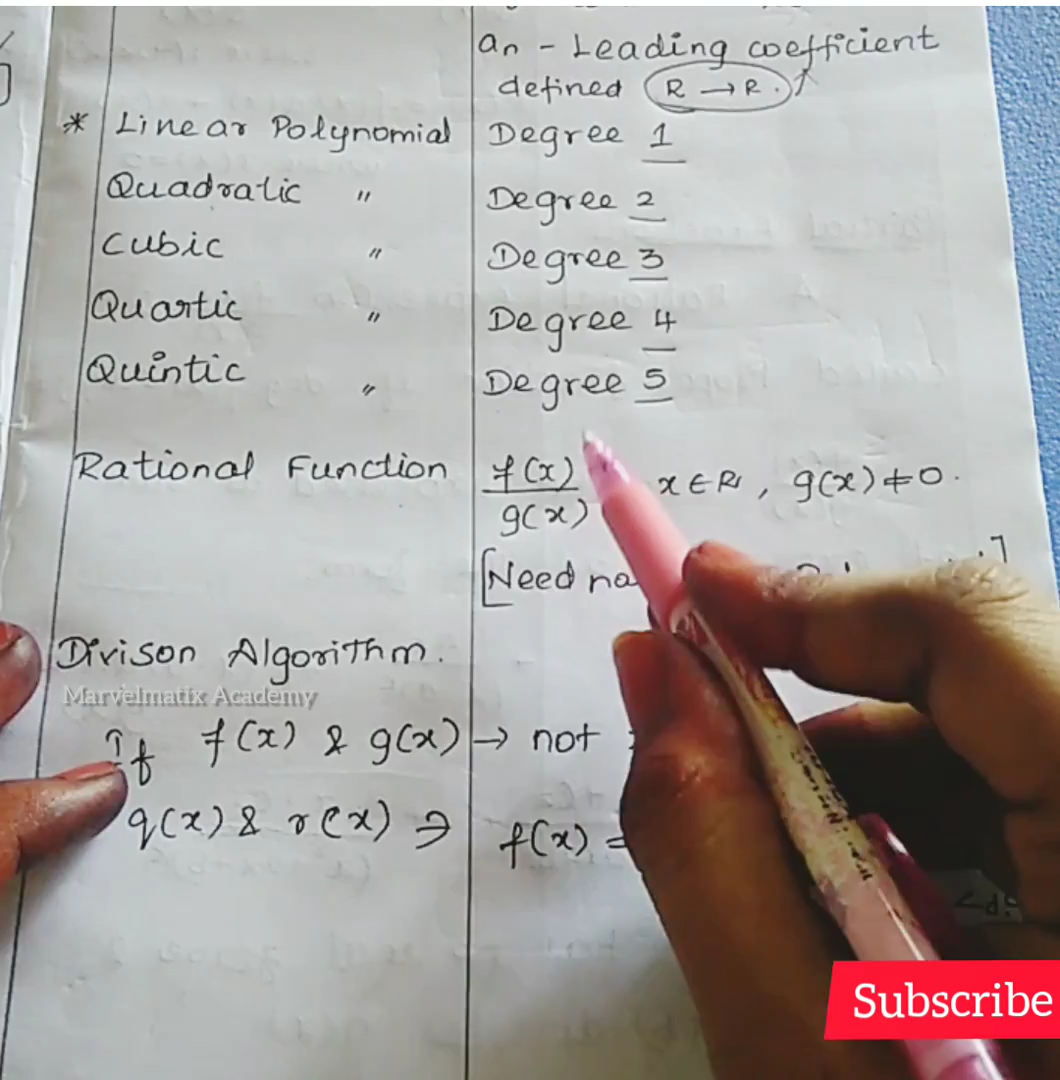 an - Leading coefficient
defined R → R.
* Linear Polynomial Degree 1
Quadratic " Degree 2
Cubic " Degree 3
Quartic " Degree 4
Quintic " Degree 5
Rational Function f(x)/g(x) x ∈ R, g(x) ≠ 0.
[Need
Divison Algorithm.
Marvelmatix Academy
If f(x) & g(x) → not
q(x) & r(x) ⇒ f(x) =
Subscribe